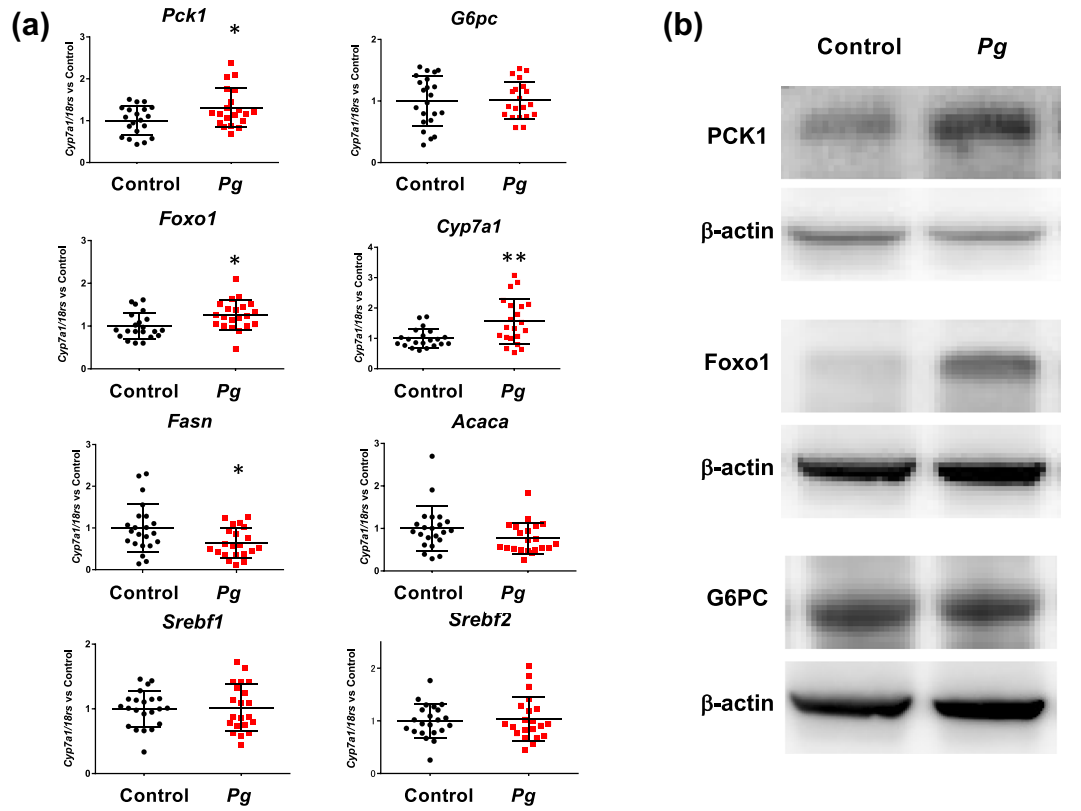 (a)
Pck1
*
Cyp7a1/18rs vs Control
3
2
1
0
Control Pg
G6pc
Cyp7a1/18rs vs Control
2
1
0
Control Pg
Foxo1
*
Cyp7a1/18rs vs Control
3
2
1
0
Control Pg
Cyp7a1
**
Cyp7a1/18rs vs Control
4
3
2
1
0
Control Pg
Fasn
*
Cyp7a1/18rs vs Control
3
2
1
0
Control Pg
Acaca
Cyp7a1/18rs vs Control
3
2
1
0
Control Pg
Srebf1
Cyp7a1/18rs vs Control
2
1
0
Control Pg
Srebf2
Cyp7a1/18rs vs Control
2
1
0
Control Pg
(b)
Control Pg
PCK1
β-actin
Foxo1
β-actin
G6PC
β-actin